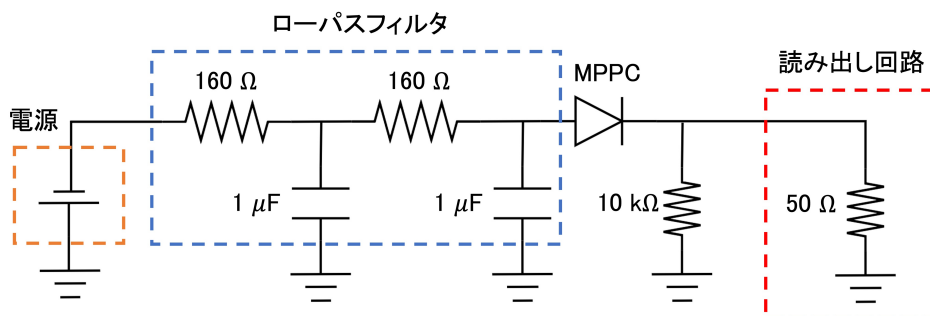 ローパスフィルタ
電源
160 Ω
160 Ω
MPPC
読み出し回路
1 μF
1 μF
10 kΩ
50 Ω